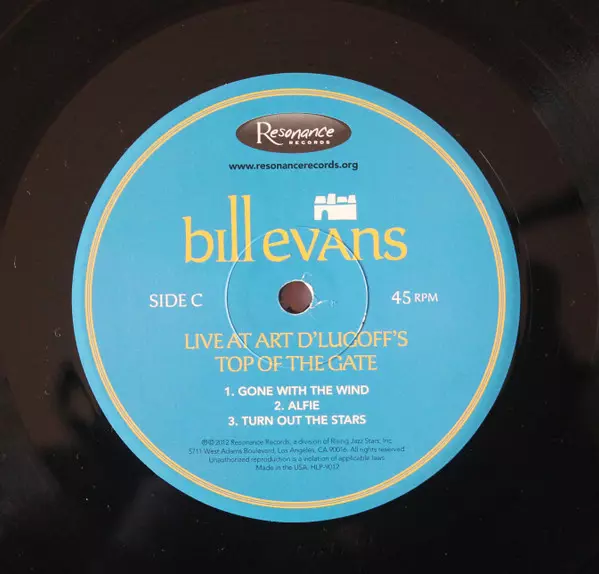 Resonance
RECORDS
www.resonancerecords.org
bill evans
SIDE C
45 RPM
LIVE AT ART D'LUGOFF'S
TOP OF THE GATE
1. GONE WITH THE WIND
2. ALFIE
3. TURN OUT THE STARS
℗© 2012 Resonance Records, a division of Rising Jazz Stars, Inc.
5711 West Adams Boulevard, Los Angeles, CA 90016. All rights reserved.
Unauthorized reproduction is a violation of applicable laws.
Made in the USA. HLP-9012